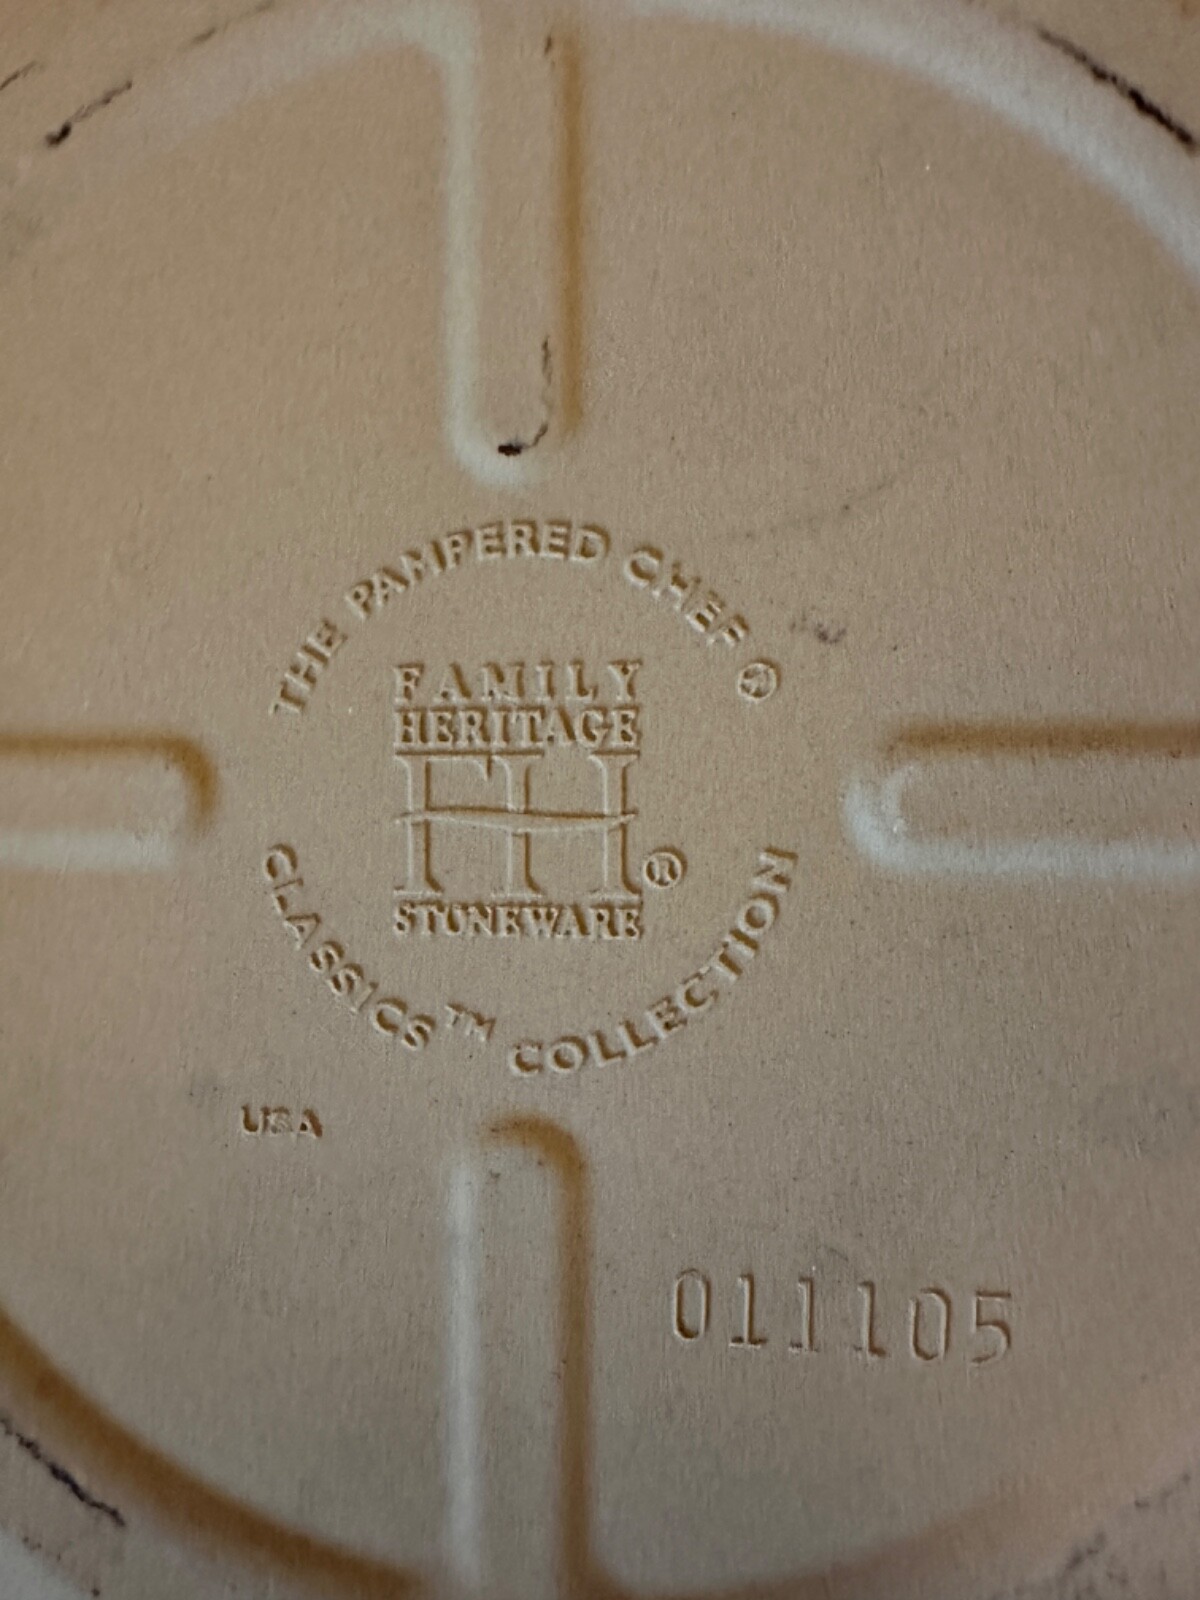 THE PAMPERED CHEF ®
FAMILY
HERITAGE
FH®
STONEWARE
CLASSICS™ COLLECTION
USA
011105